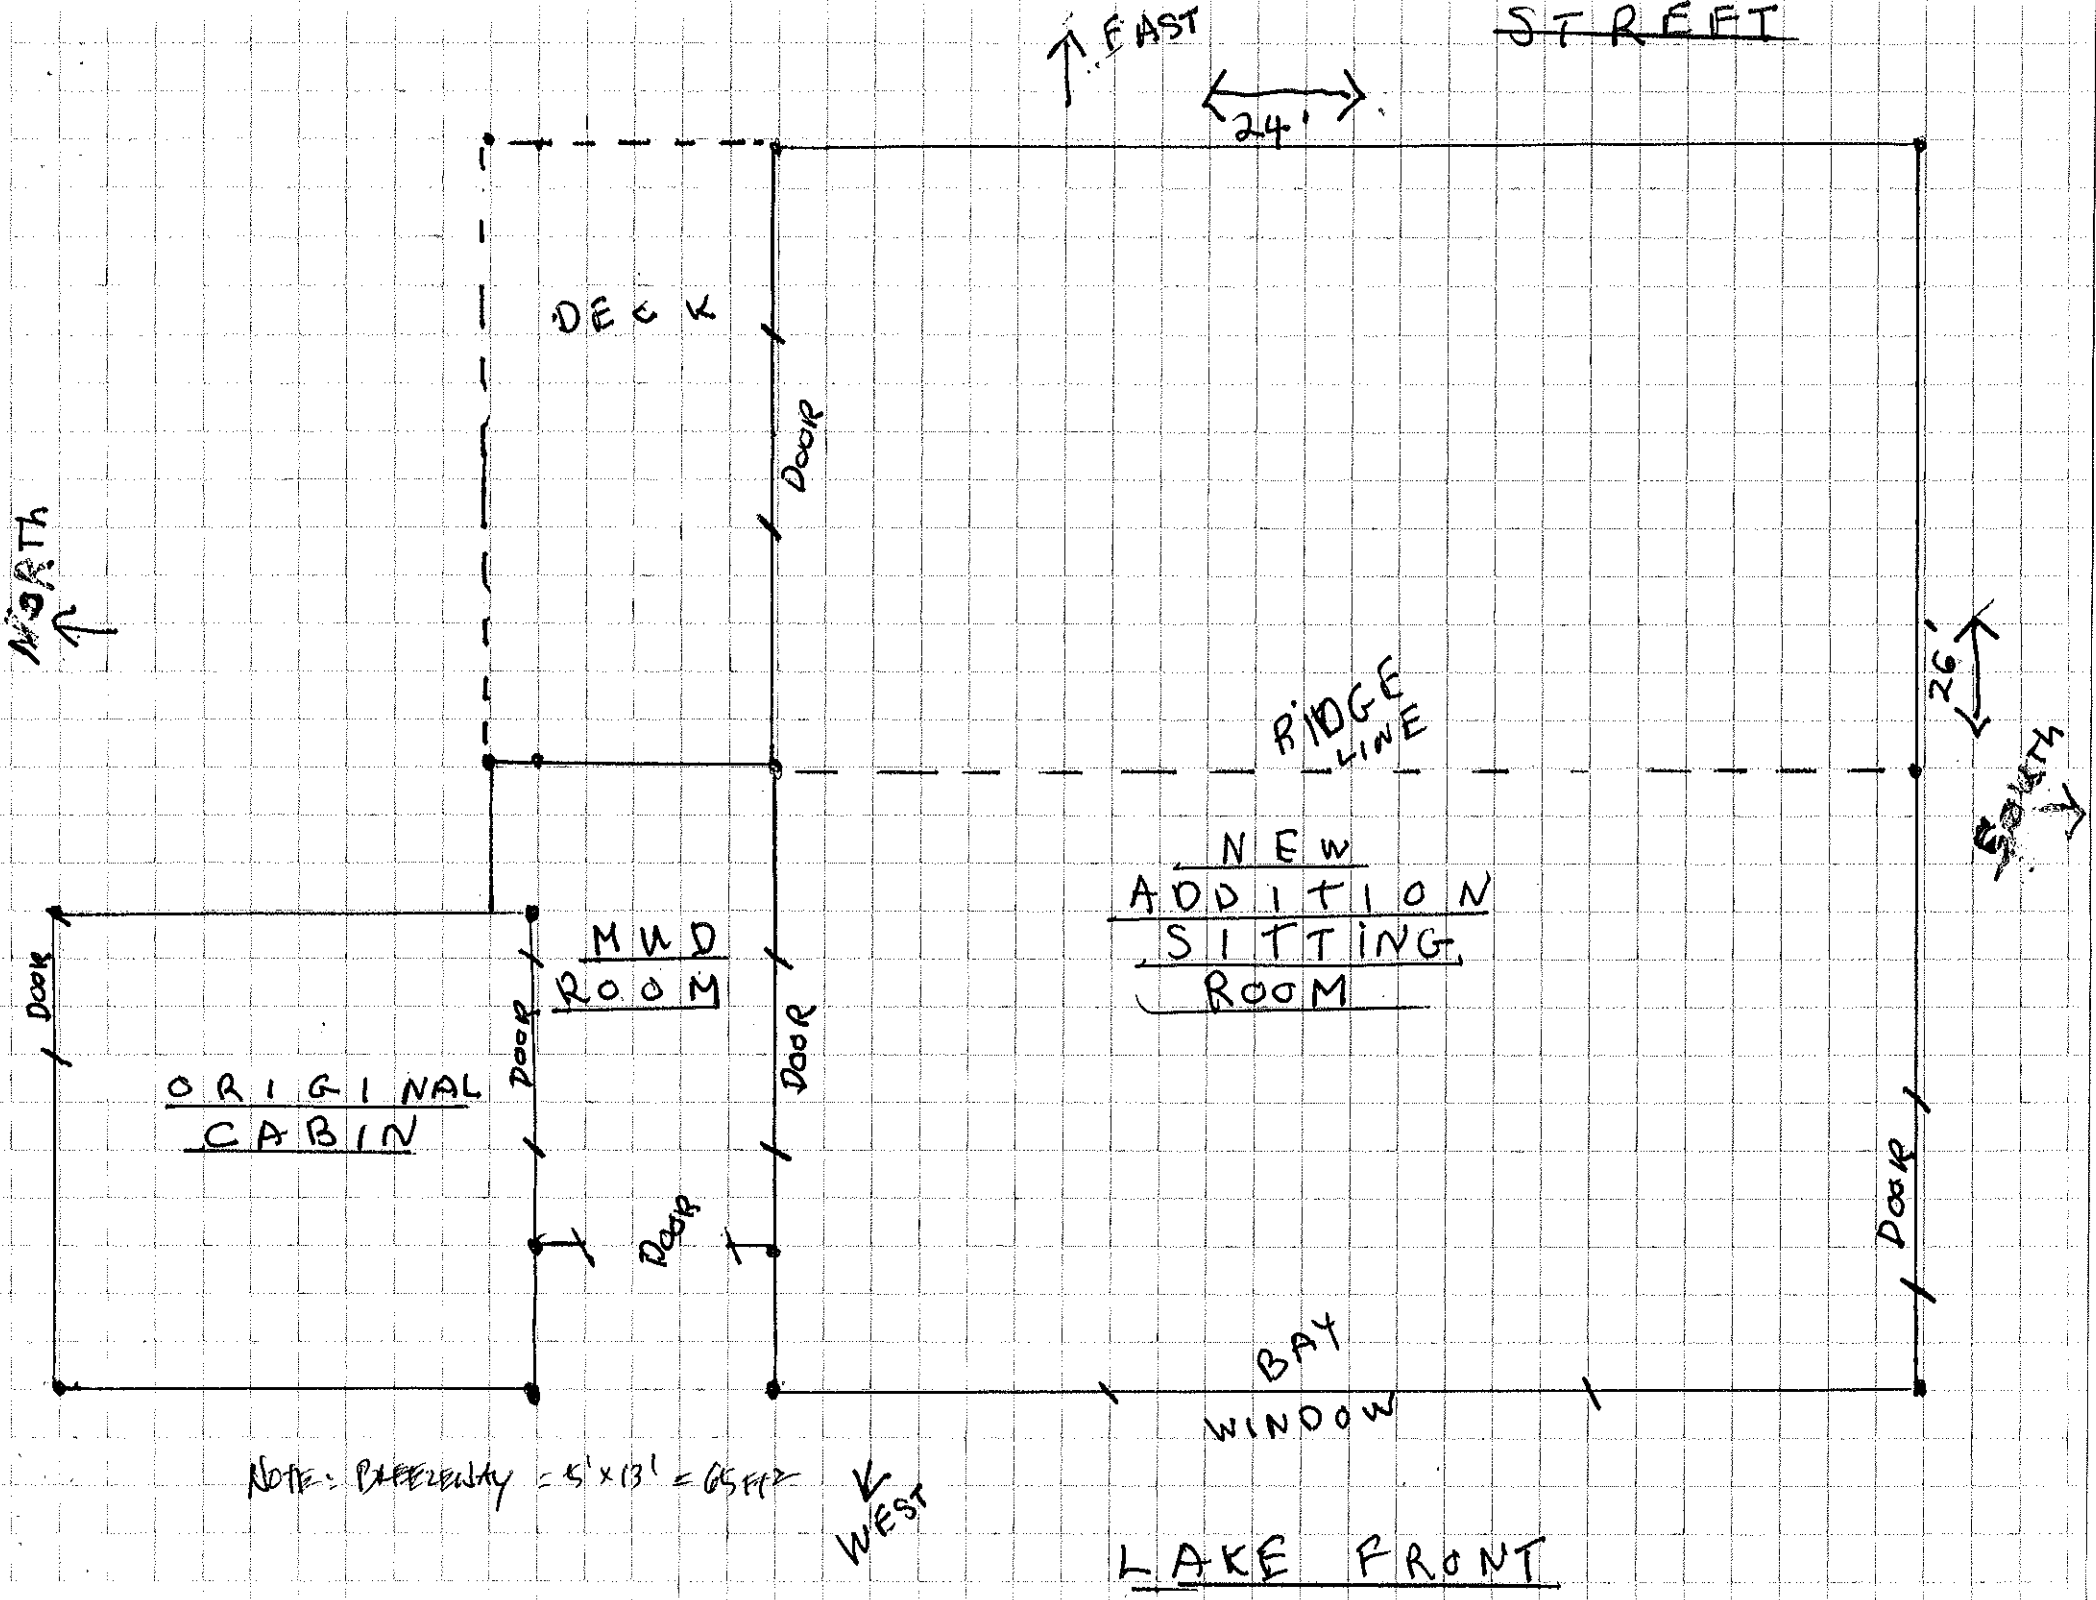 EAST
STREET
24'
DECK
DOOR
NORTH
RIDGE
LINE
26'
SOUTH
NEW
ADDITION
SITTING
ROOM
MUD
ROOM
DOOR
DOOR
DOOR
ORIGINAL
CABIN
DOOR
DOOR
BAY
WINDOW
NOTE: BREEZEWAY = 5' x 13' = 65 FT2
WEST
LAKE FRONT